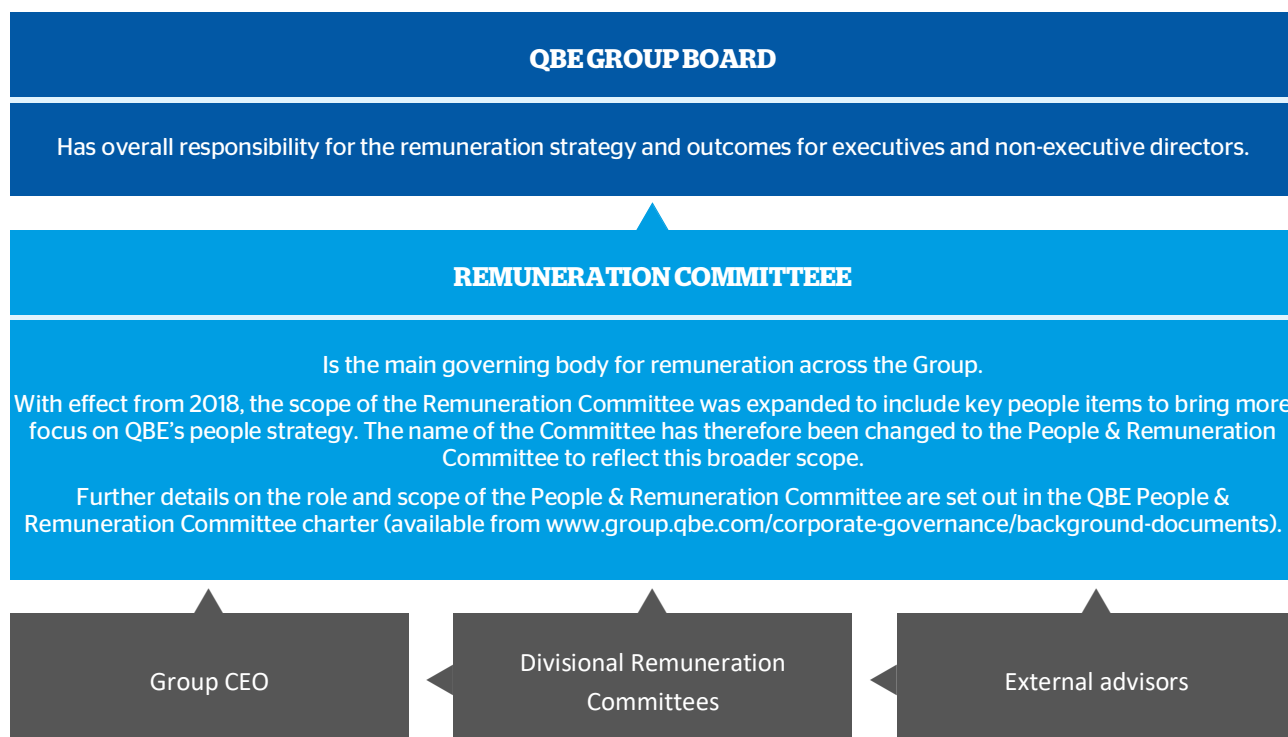 QBE GROUP BOARD
Has overall responsibility for the remuneration strategy and outcomes for executives and non-executive directors.
REMUNERATION COMMITTEEE
Is the main governing body for remuneration across the Group.
With effect from 2018, the scope of the Remuneration Committee was expanded to include key people items to bring more
focus on QBE's people strategy. The name of the Committee has therefore been changed to the People & Remuneration
Committee to reflect this broader scope.
Further details on the role and scope of the People & Remuneration Committee are set out in the QBE People &
Remuneration Committee charter (available from www.group.qbe.com/corporate-governance/background-documents).
Group CEO
Divisional Remuneration
Committees
External advisors